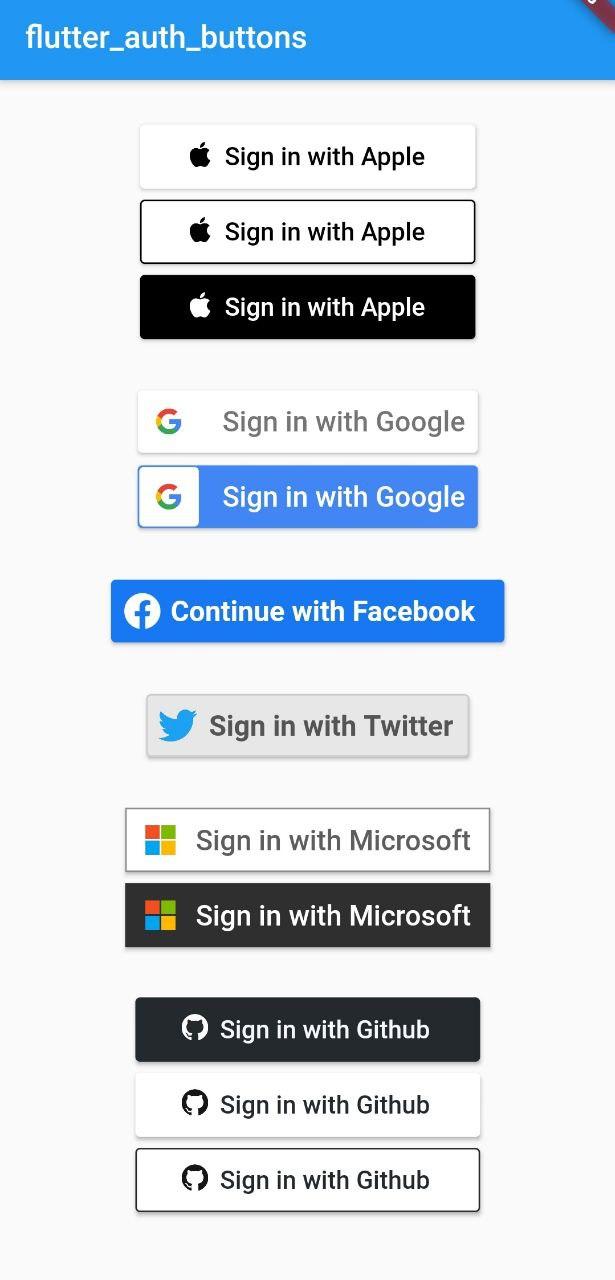 flutter_auth_buttons
Sign in with Apple
Sign in with Apple
Sign in with Apple
Sign in with Google
Sign in with Google
Continue with Facebook
Sign in with Twitter
Sign in with Microsoft
Sign in with Microsoft
Sign in with Github
Sign in with Github
Sign in with Github